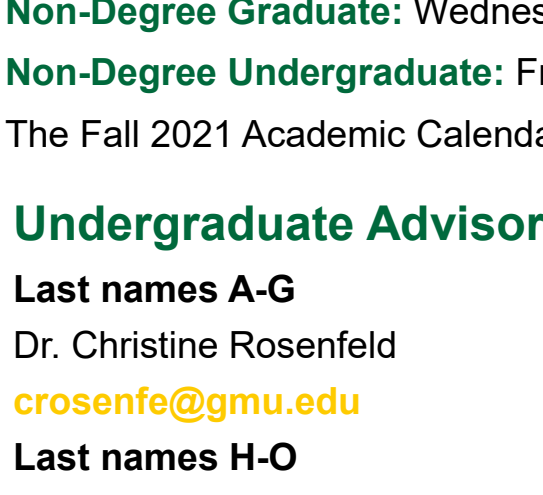 Non-Degree Graduate:
Non-Degree Undergraduate:
The Fall 2021 Academic
Undergraduate Advisor
Last names A-G
Dr. Christine Rosenfeld
crosenfe@gmu.edu
Last names H-O